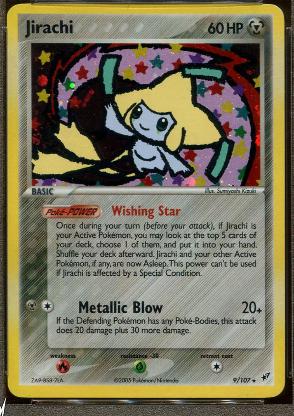 Jirachi 60 HP
BASIC
Illus. Sumiyoshi Kizuki
Poké-POWER Wishing Star
Once during your turn (before your attack), if Jirachi is
your Active Pokémon, you may look at the top 5 cards of
your deck, choose 1 of them, and put it into your hand.
Shuffle your deck afterward. Jirachi and your other Active
Pokémon, if any, are now Asleep. This power can't be used
if Jirachi is affected by a Special Condition.
Metallic Blow 20+
If the Defending Pokémon has any Poké-Bodies, this attack
does 20 damage plus 30 more damage.
weakness resistance -30 retreat cost
©2005 Pokémon/Nintendo 9/107